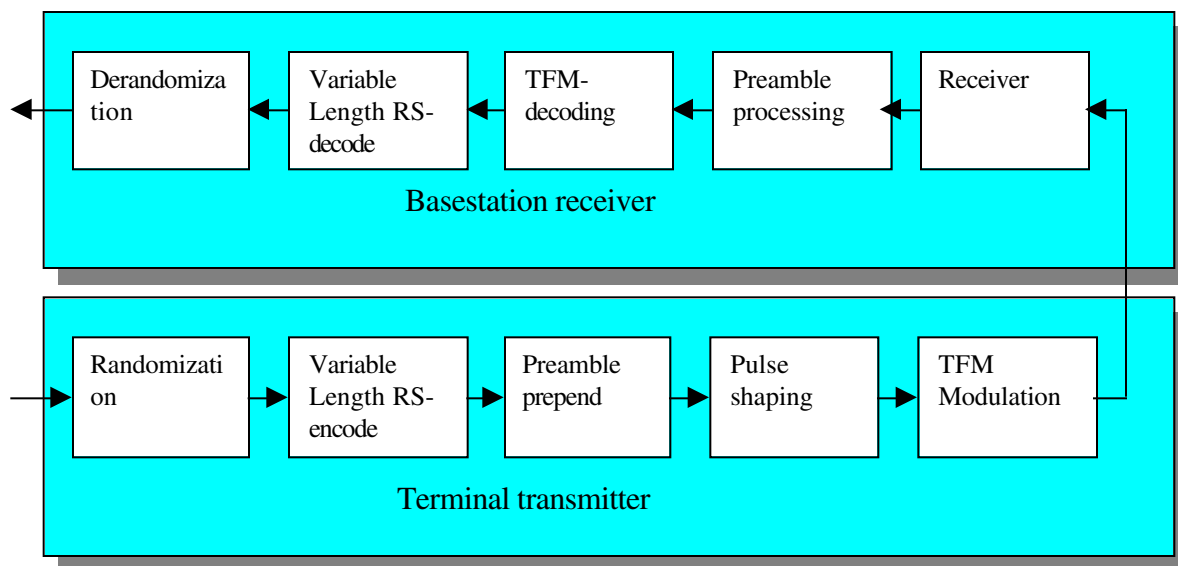 Derandomiza
tion
Variable
Length RS-
decode
TFM-
decoding
Preamble
processing
Receiver
Basestation receiver
Randomizati
on
Variable
Length RS-
encode
Preamble
prepend
Pulse
shaping
TFM
Modulation
Terminal transmitter